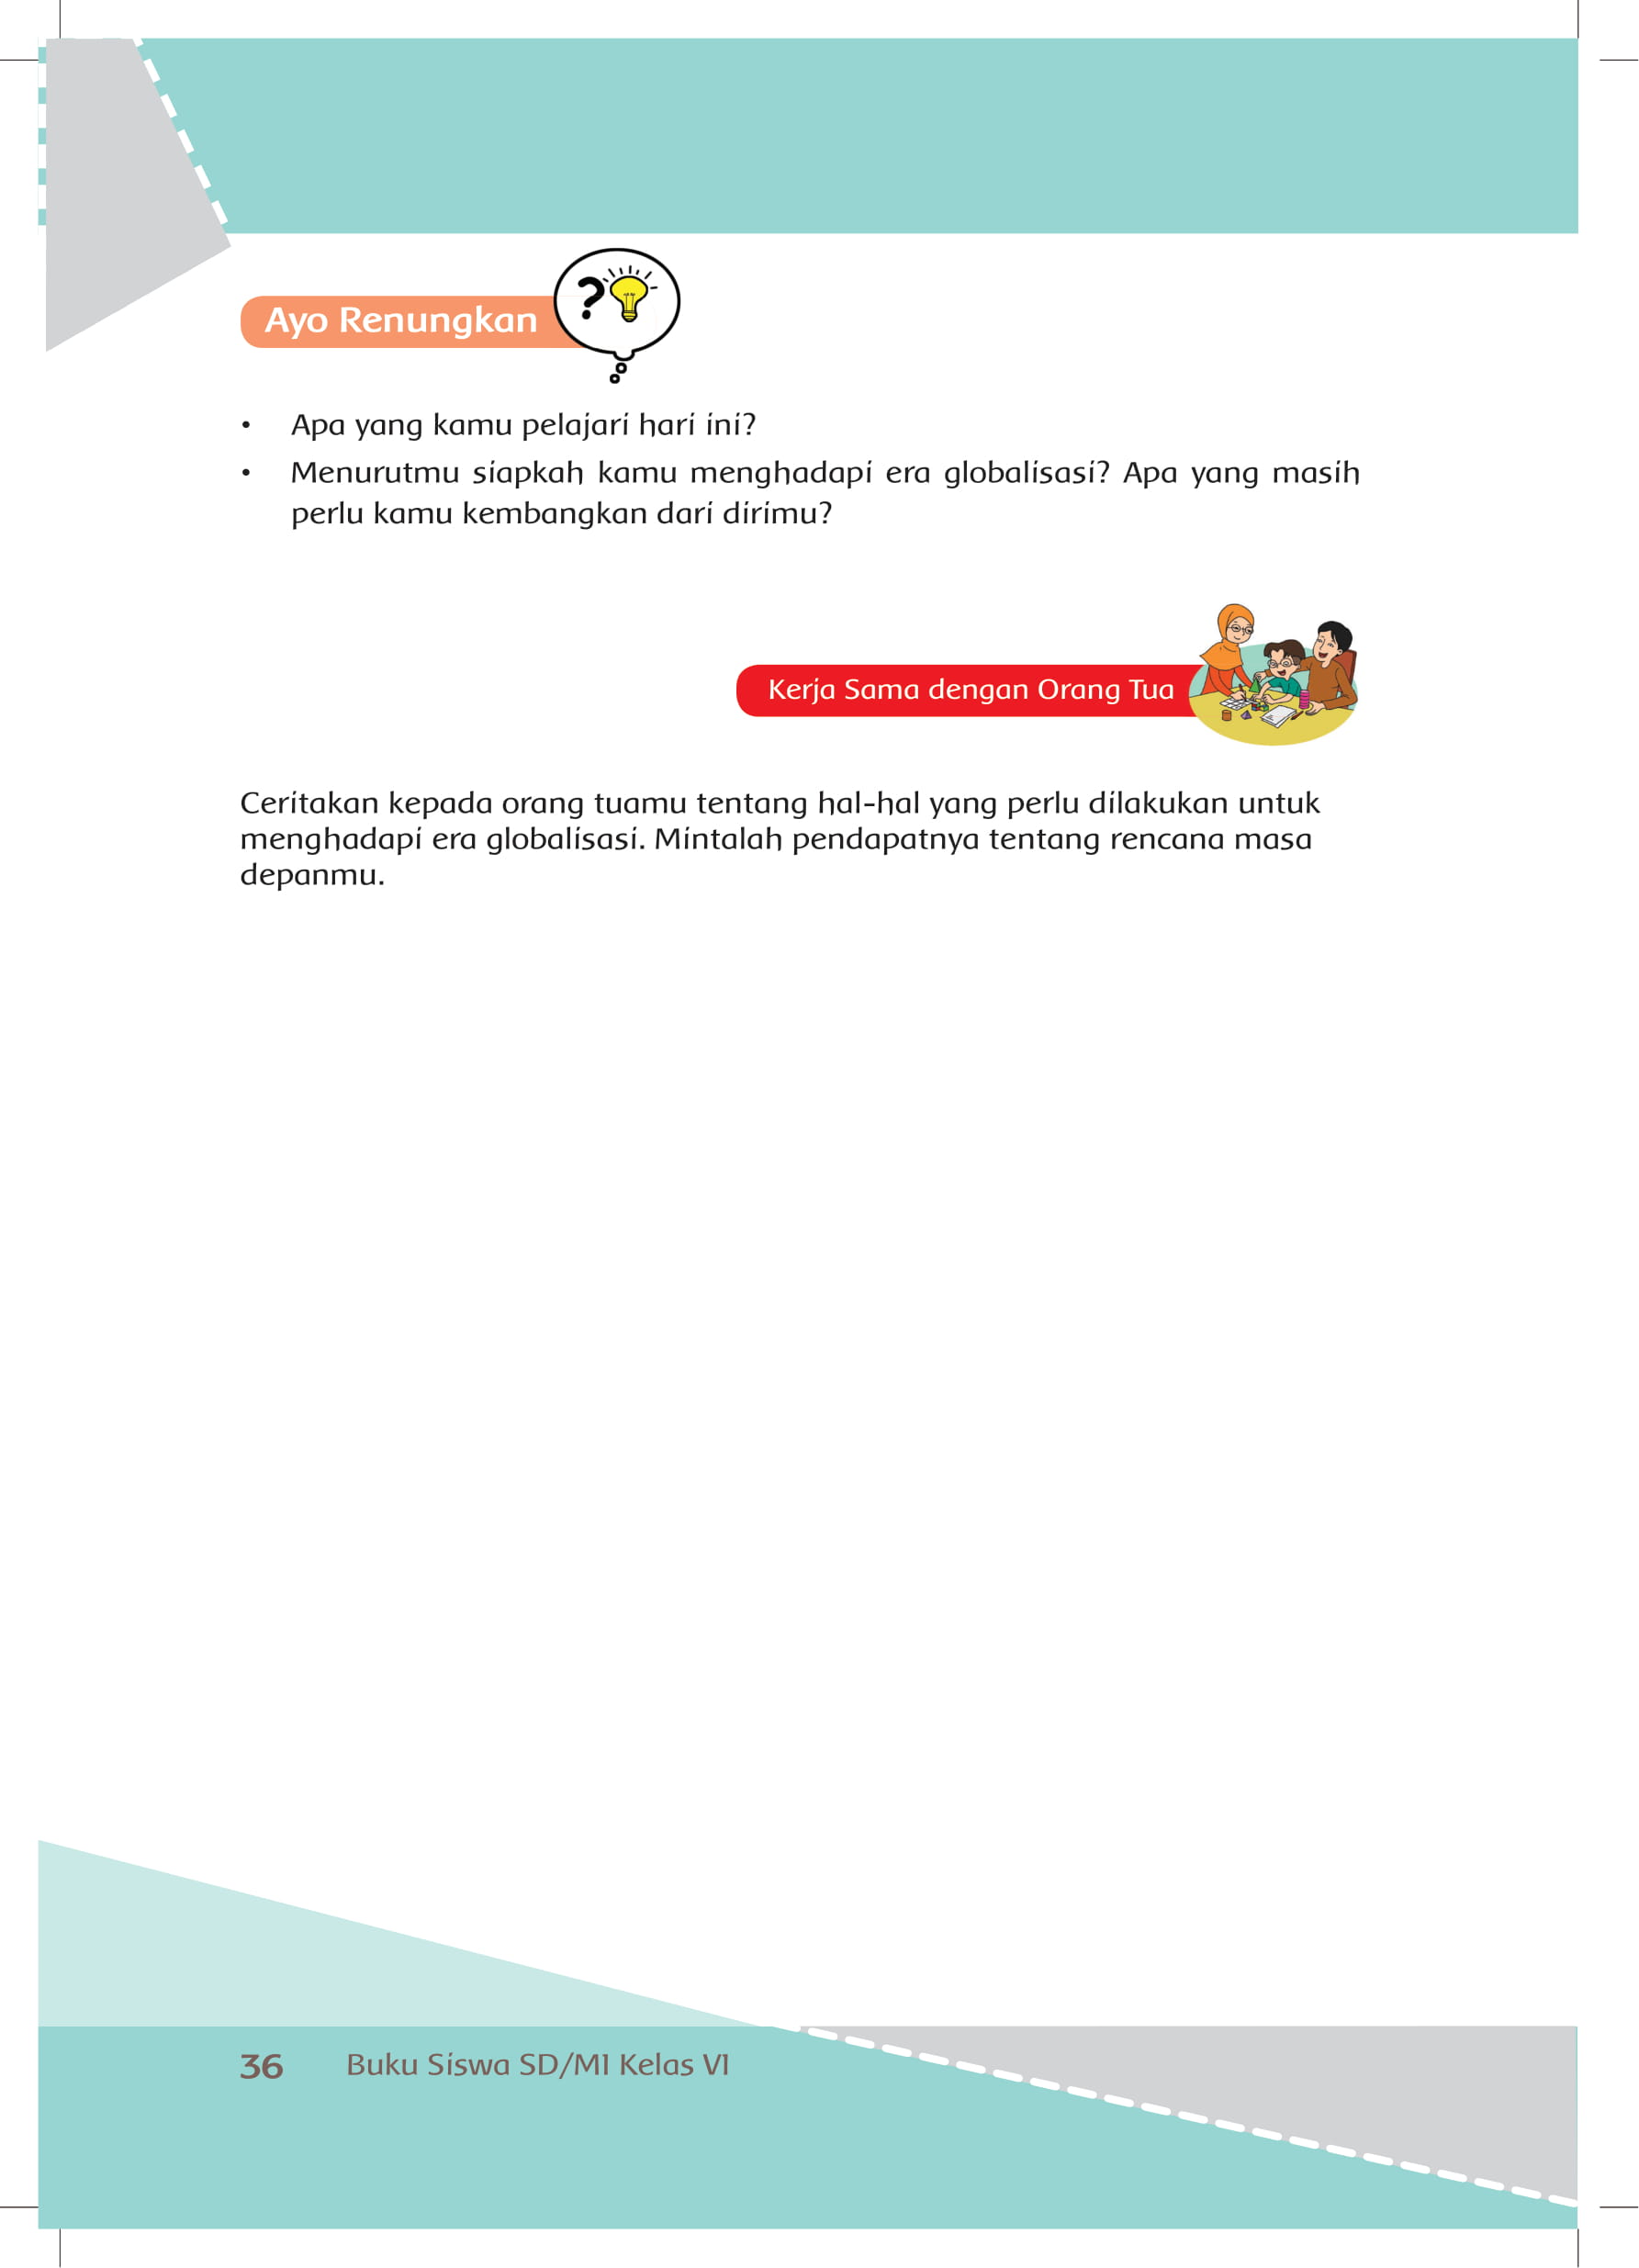 Ayo Renungkan
?
• Apa yang kamu pelajari hari ini?
• Menurutmu siapkah kamu menghadapi era globalisasi? Apa yang masih
perlu kamu kembangkan dari dirimu?
Kerja Sama dengan Orang Tua
Ceritakan kepada orang tuamu tentang hal-hal yang perlu dilakukan untuk
menghadapi era globalisasi. Mintalah pendapatnya tentang rencana masa
depanmu.
36 Buku Siswa SD/MI Kelas VI